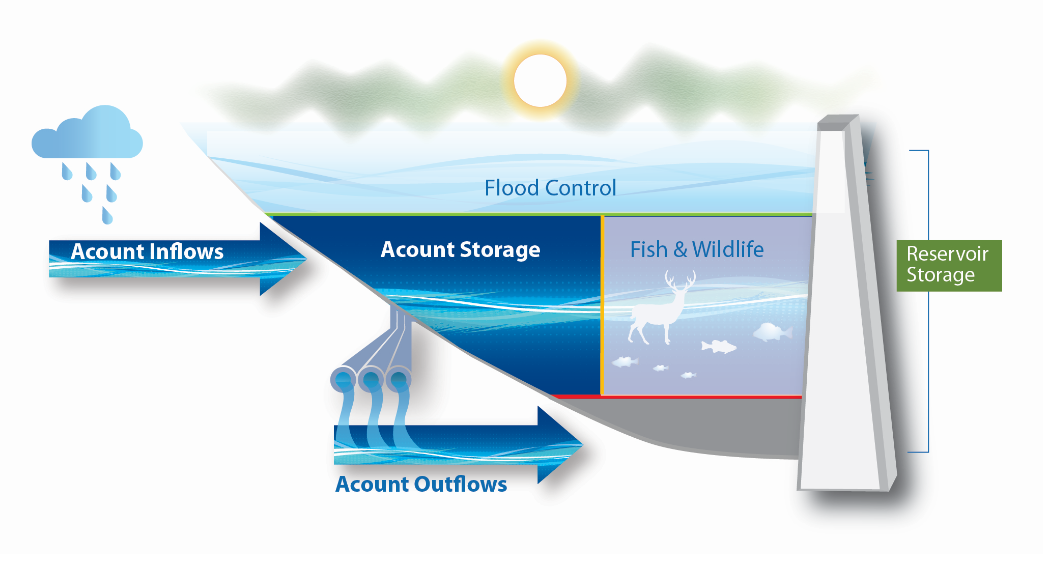 Flood Control
Acount Inflows
Acount Storage
Fish & Wildlife
Reservoir
Storage
Acount Outflows